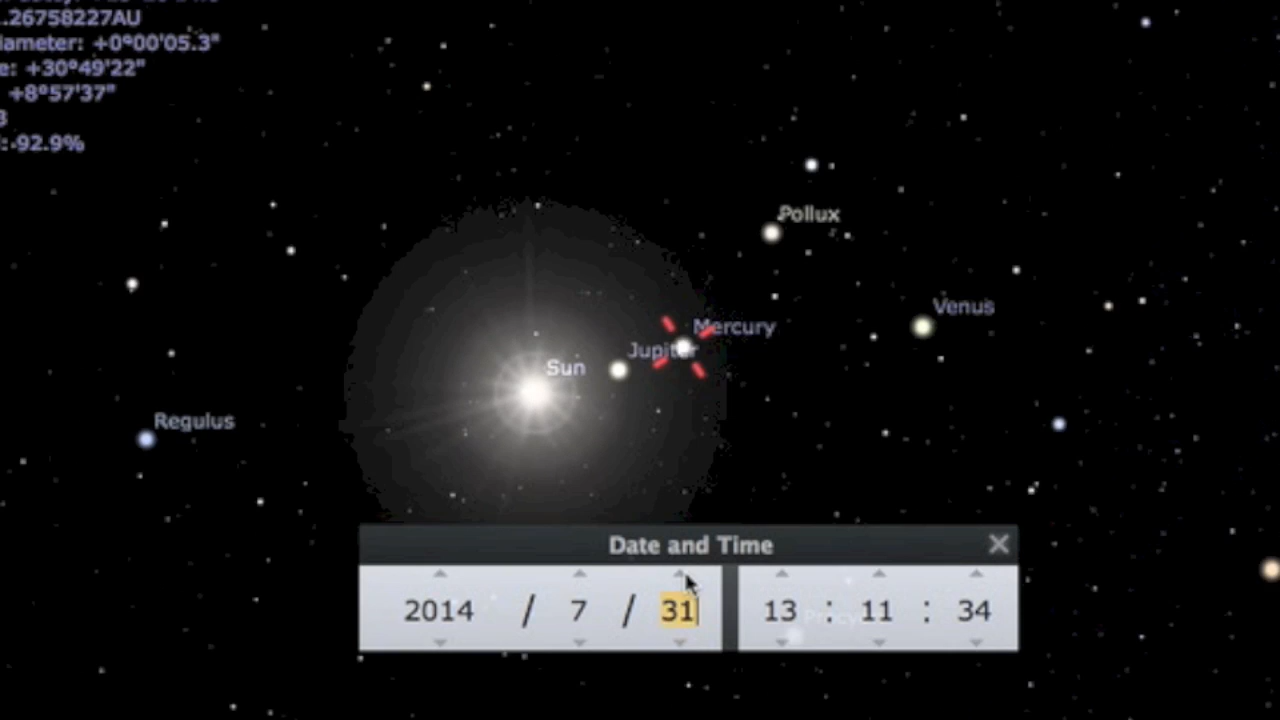 .26758227AU
iameter: +0°00'05.3"
e: +30°49'22"
+8°57'37"
3
: 92.9%
Pollux
Venus
Mercury
Jupiter
Sun
Regulus
Date and Time
2014 / 7 / 31 13 : 11 : 34